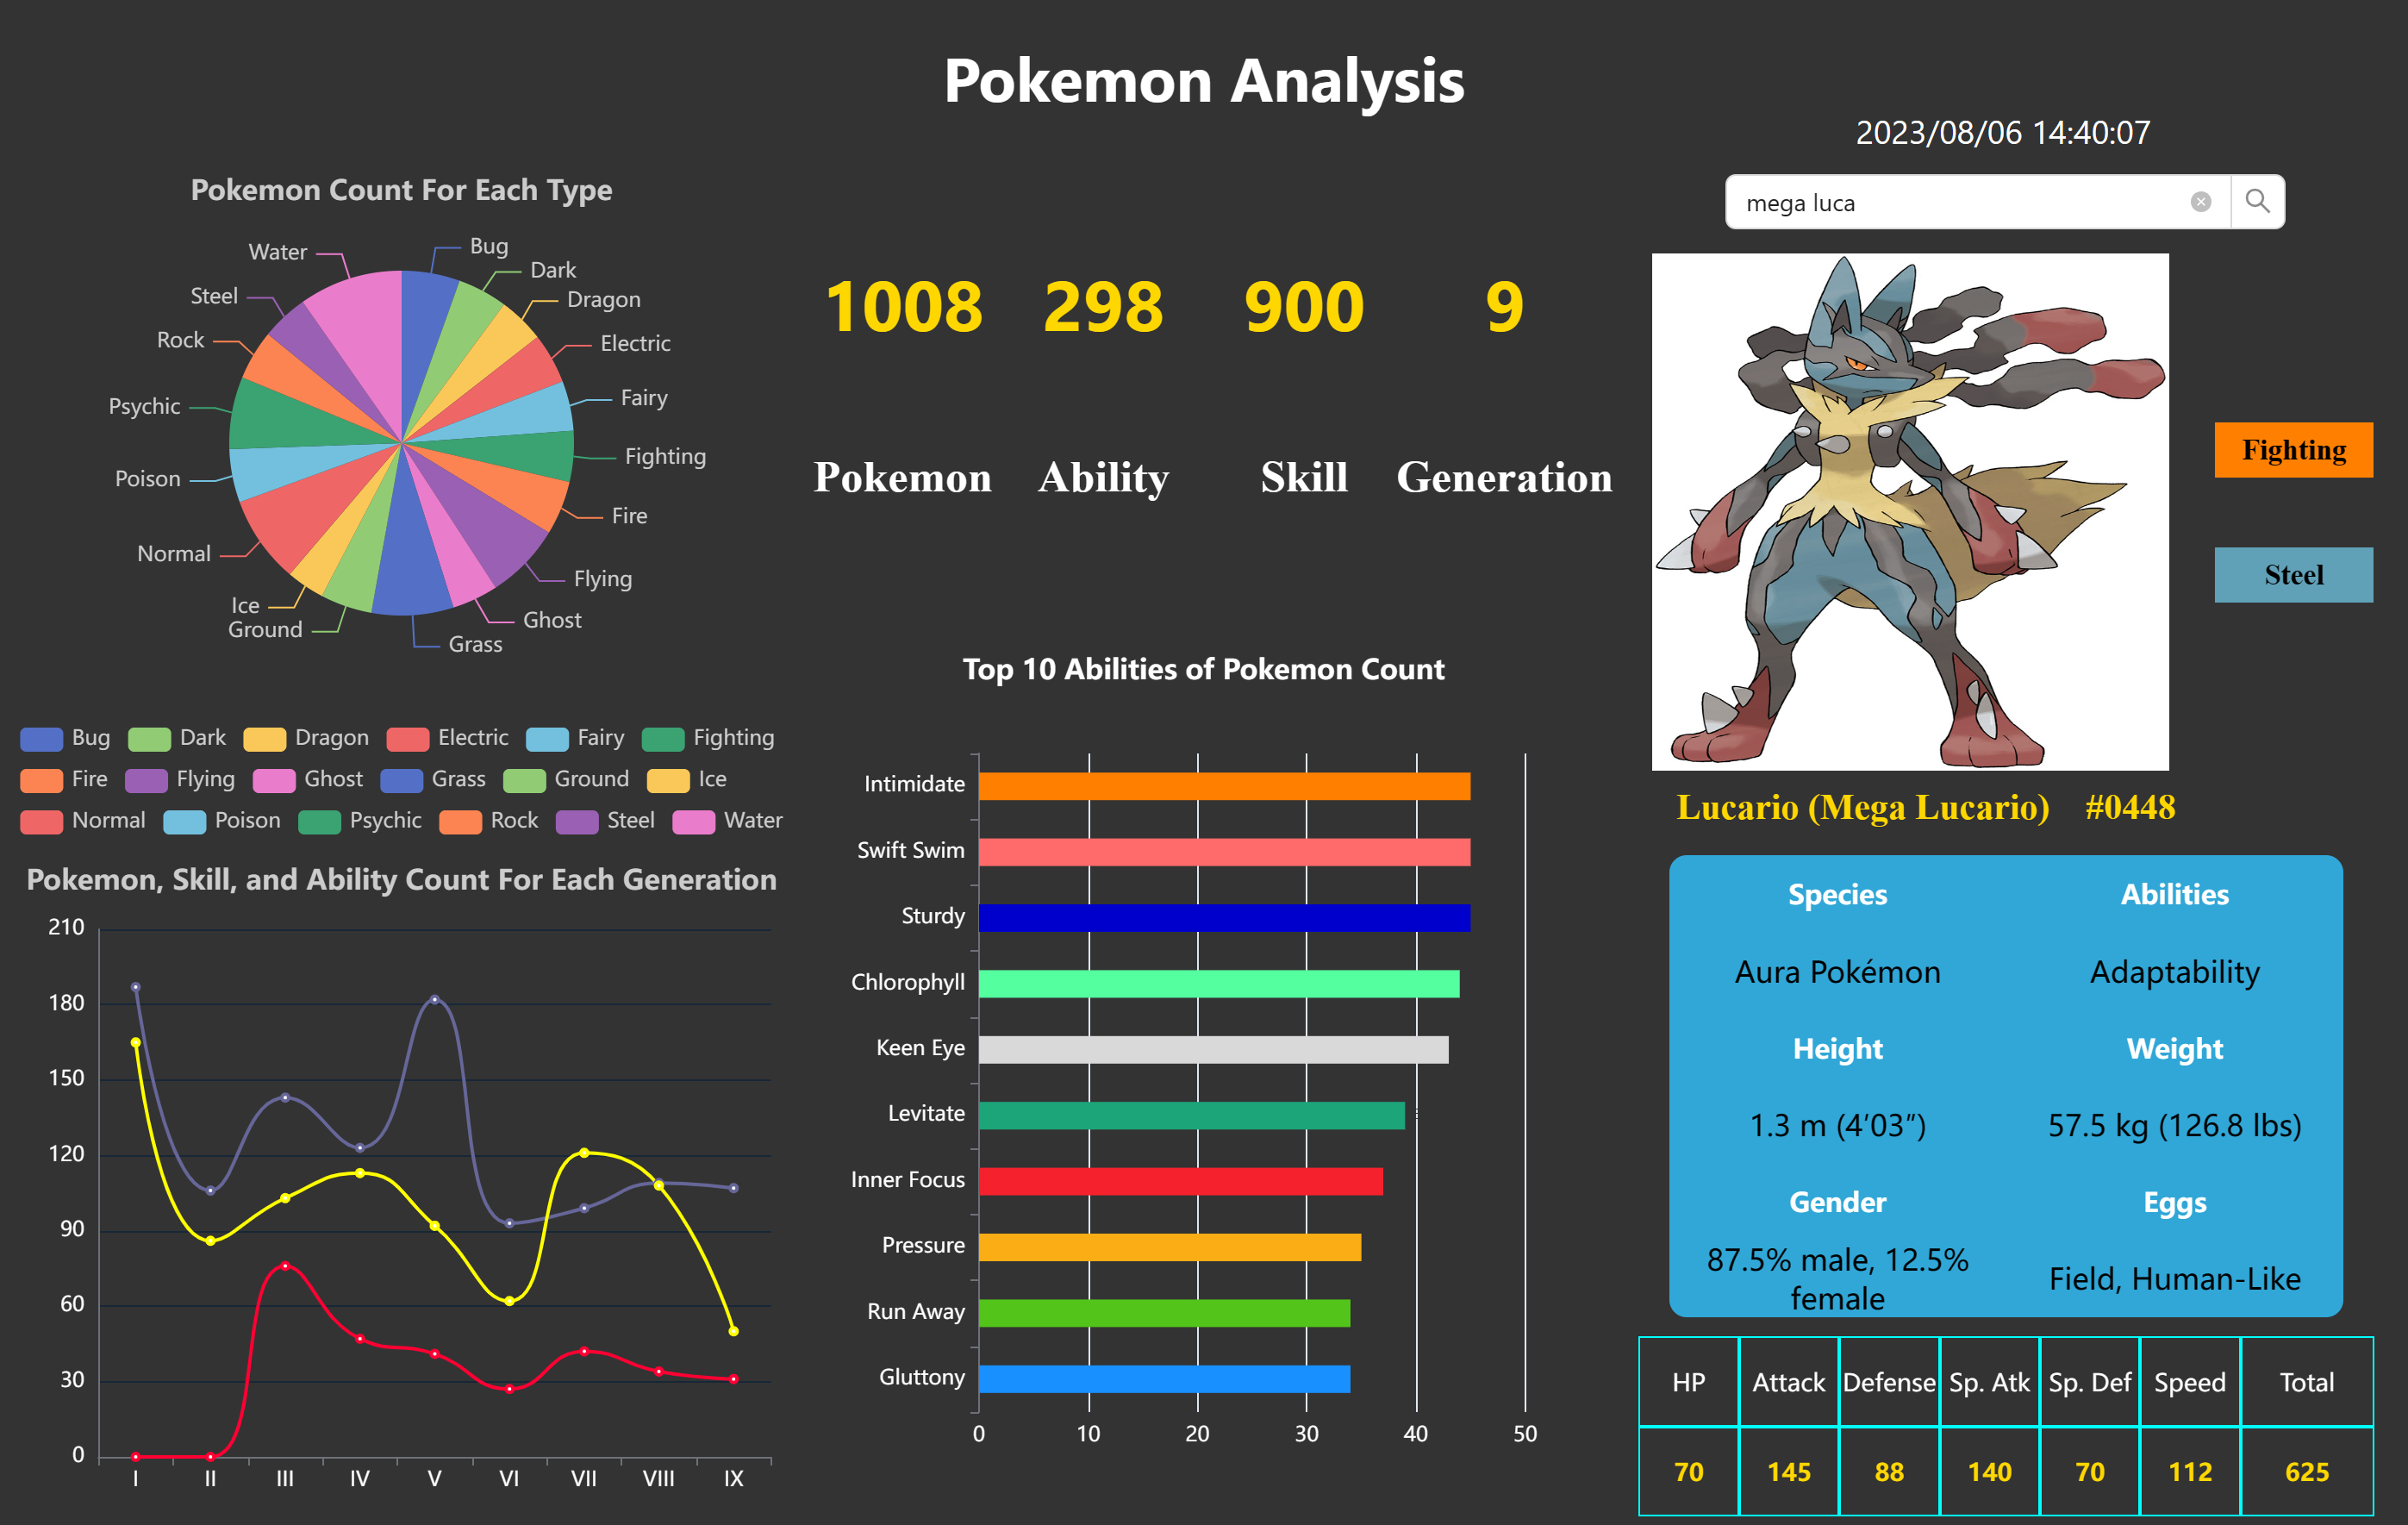 Pokemon Analysis
2023/08/06 14:40:07
mega luca
Pokemon Count For Each Type
Water
Bug
Dark
Steel
Dragon
Rock
Electric
Psychic
Fairy
Fighting
Poison
Fire
Normal
Flying
Ice
Ghost
Ground
Grass
Bug Dark Dragon Electric Fairy Fighting
Fire Flying Ghost Grass Ground Ice
Normal Poison Psychic Rock Steel Water
Pokemon, Skill, and Ability Count For Each Generation
210
180
150
120
90
60
30
0
I II III IV V VI VII VIII IX
1008 298 900 9
Pokemon Ability Skill Generation
Top 10 Abilities of Pokemon Count
Intimidate
Swift Swim
Sturdy
Chlorophyll
Keen Eye
Levitate
Inner Focus
Pressure
Run Away
Gluttony
0 10 20 30 40 50
Fighting
Steel
Lucario (Mega Lucario) #0448
Species Abilities
Aura Pokémon Adaptability
Height Weight
1.3 m (4′03″) 57.5 kg (126.8 lbs)
Gender Eggs
87.5% male, 12.5%
female
Field, Human-Like
HP Attack Defense Sp. Atk Sp. Def Speed Total
70 145 88 140 70 112 625